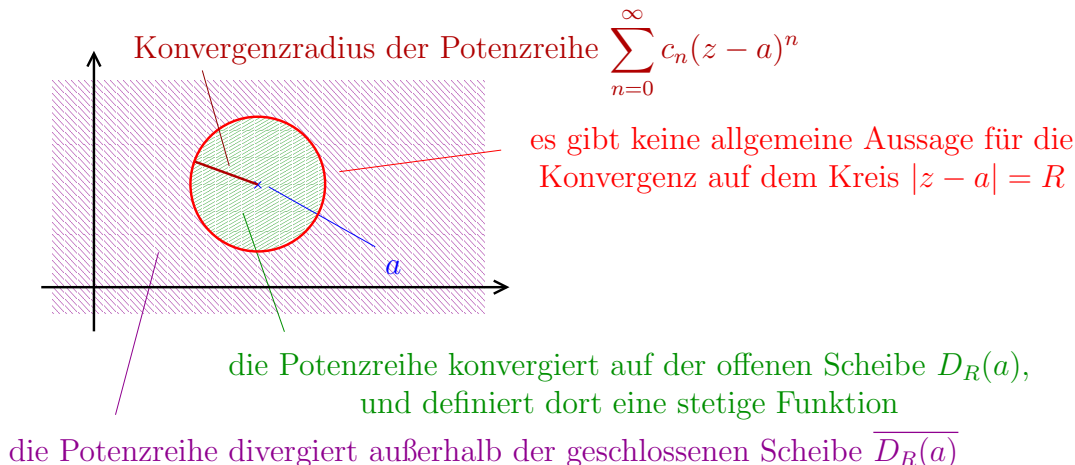 Konvergenzradius der Potenzreihe $\sum_{n=0}^{\infty} c_n(z-a)^n$
es gibt keine allgemeine Aussage für die
Konvergenz auf dem Kreis $|z-a| = R$
$a$
die Potenzreihe konvergiert auf der offenen Scheibe $D_R(a)$,
und definiert dort eine stetige Funktion
die Potenzreihe divergiert außerhalb der geschlossenen Scheibe $\overline{D_R(a)}$